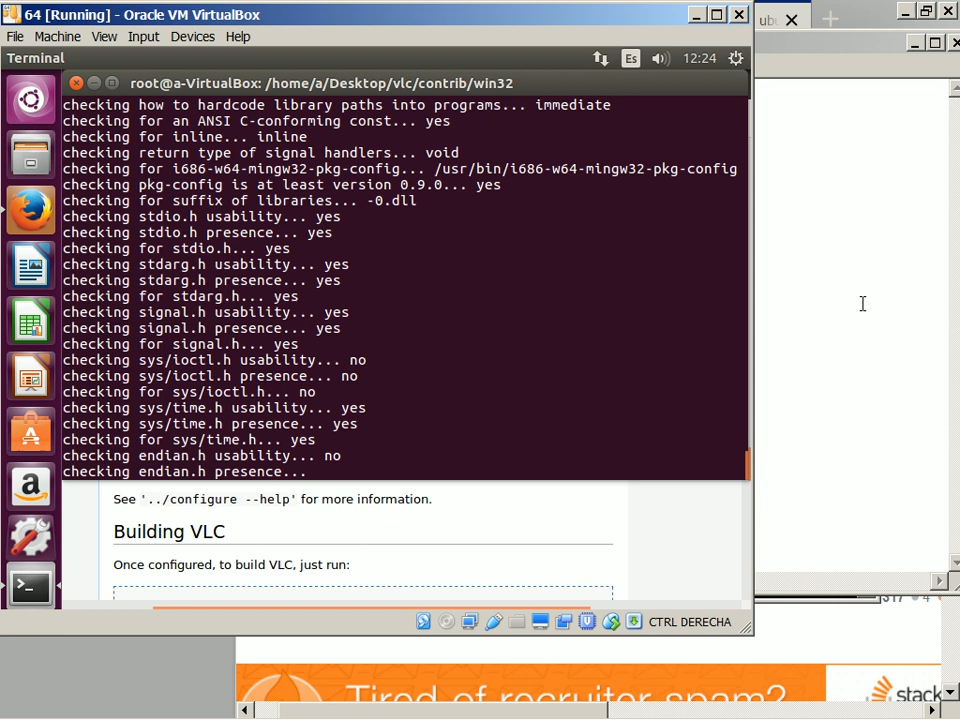 64 [Running] - Oracle VM VirtualBox
ubu
File Machine View Input Devices Help
Terminal
Es
12:24
root@a-VirtualBox: /home/a/Desktop/vlc/contrib/win32
checking how to hardcode library paths into programs... immediate
checking for an ANSI C-conforming const... yes
checking for inline... inline
checking return type of signal handlers... void
checking for i686-w64-mingw32-pkg-config... /usr/bin/i686-w64-mingw32-pkg-config
checking pkg-config is at least version 0.9.0... yes
checking for suffix of libraries... -0.dll
checking stdio.h usability... yes
checking stdio.h presence... yes
checking for stdio.h... yes
checking stdarg.h usability... yes
checking stdarg.h presence... yes
checking for stdarg.h... yes
checking signal.h usability... yes
checking signal.h presence... yes
checking for signal.h... yes
checking sys/ioctl.h usability... no
checking sys/ioctl.h presence... no
checking for sys/ioctl.h... no
checking sys/time.h usability... yes
checking sys/time.h presence... yes
checking for sys/time.h... yes
checking endian.h usability... no
checking endian.h presence...
See '../configure --help' for more information.
Building VLC
Once configured, to build VLC, just run:
CTRL DERECHA
Tired of recruiter spam?
stack